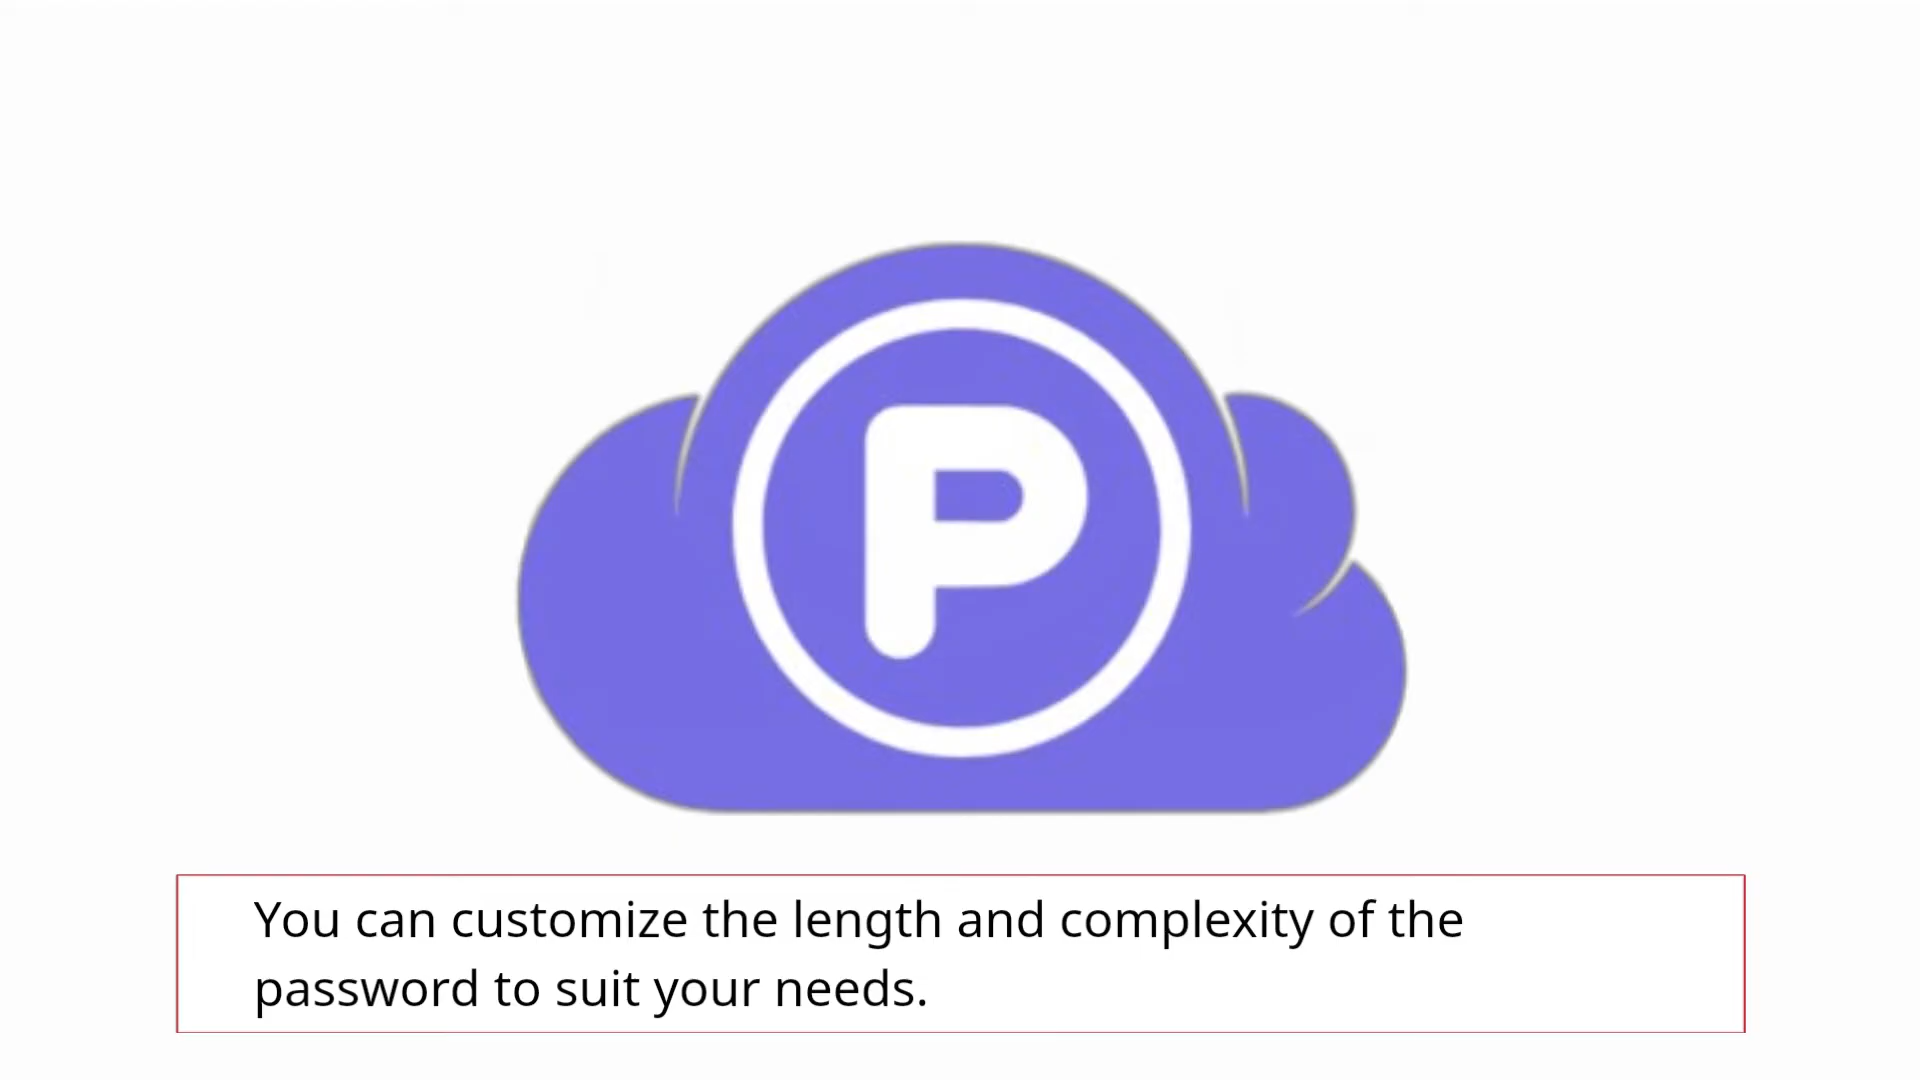 P
You can customize the length and complexity of the
password to suit your needs.